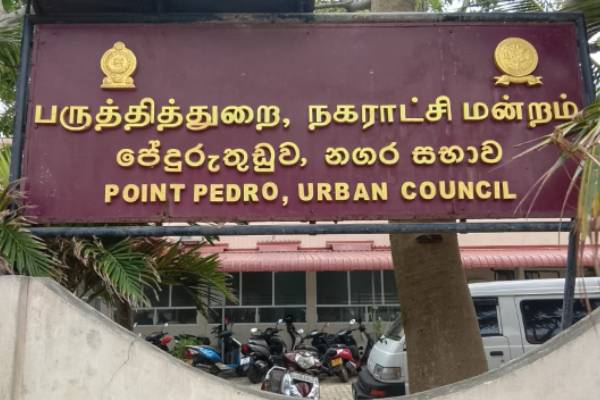 பருத்தித்துறை, நகராட்சி மன்றம்
පේදුරුතුඩුව, නගර සභාව
POINT PEDRO, URBAN COUNCIL